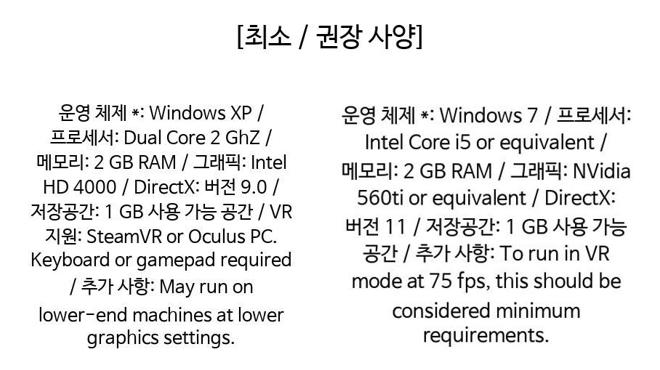 [최소 / 권장 사양]
운영 체제 *: Windows XP /
프로세서: Dual Core 2 GhZ /
메모리: 2 GB RAM / 그래픽: Intel
HD 4000 / DirectX: 버전 9.0 /
저장공간: 1 GB 사용 가능 공간 / VR
지원: SteamVR or Oculus PC.
Keyboard or gamepad required
/ 추가 사항: May run on
lower-end machines at lower
graphics settings.
운영 체제 *: Windows 7 / 프로세서:
Intel Core i5 or equivalent /
메모리: 2 GB RAM / 그래픽: NVidia
560ti or equivalent / DirectX:
버전 11 / 저장공간: 1 GB 사용 가능
공간 / 추가 사항: To run in VR
mode at 75 fps, this should be
considered minimum
requirements.